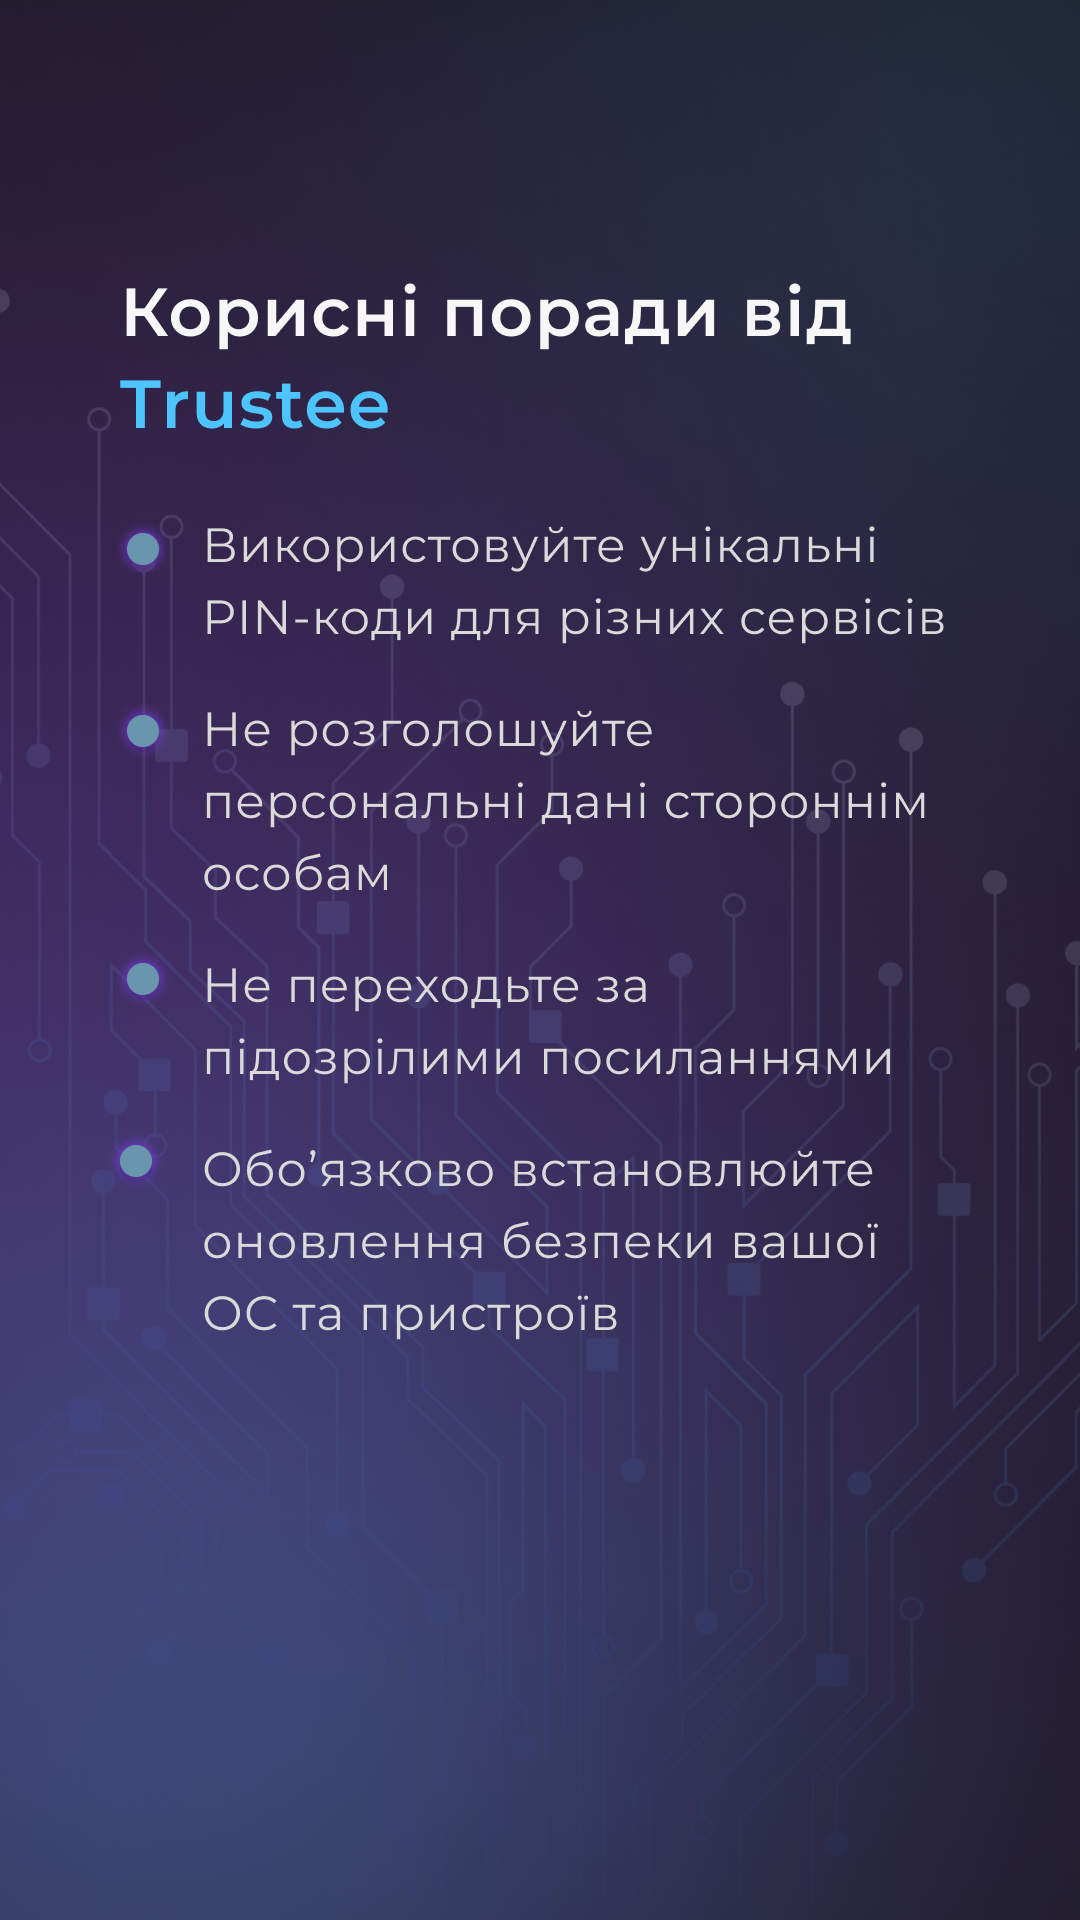 Корисні поради від
Trustee
Використовуйте унікальні
PIN-коди для різних сервісів
Не розголошуйте
персональні дані стороннім
особам
Не переходьте за
підозрілими посиланнями
Обо’язково встановлюйте
оновлення безпеки вашої
ОС та пристроїв